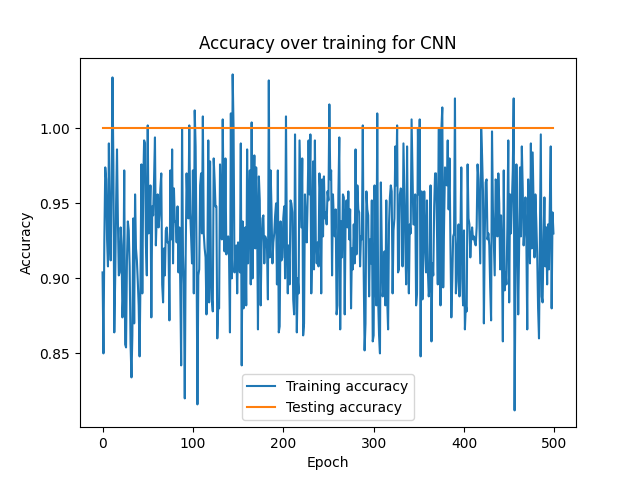 Accuracy over training for CNN
Accuracy
1.00
0.95
0.90
0.85
Training accuracy
Testing accuracy
0 100 200 300 400 500
Epoch